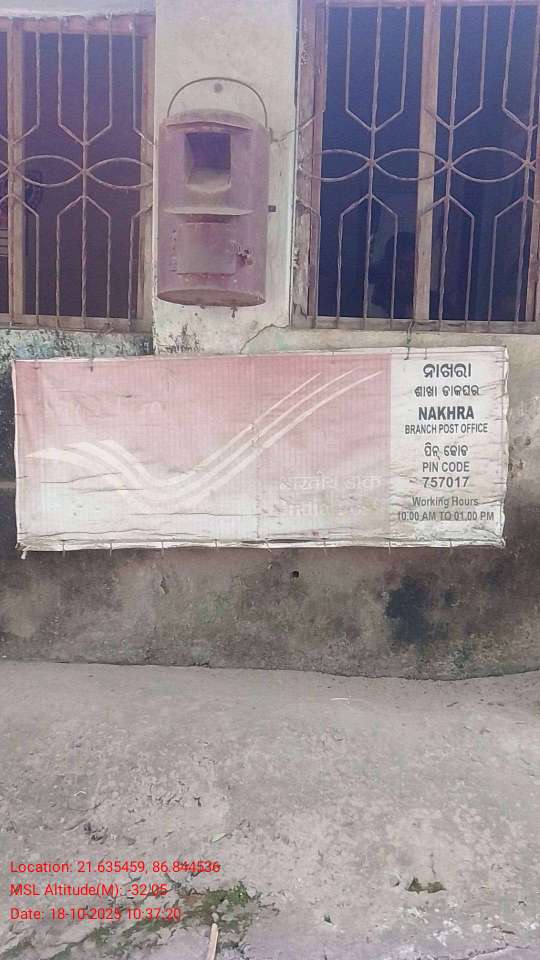 ନାଖରା
ଶାଖା ଡାକଘର
NAKHRA
BRANCH POST OFFICE
ପିନ୍ କୋଡ
PIN CODE
757017
Working Hours
10.00 AM TO 01.00 PM
भारतीय डाक
Location: 21.635459, 86.844536
MSL Altitude(M): -32.05
Date: 18-10-2025 10:37:20